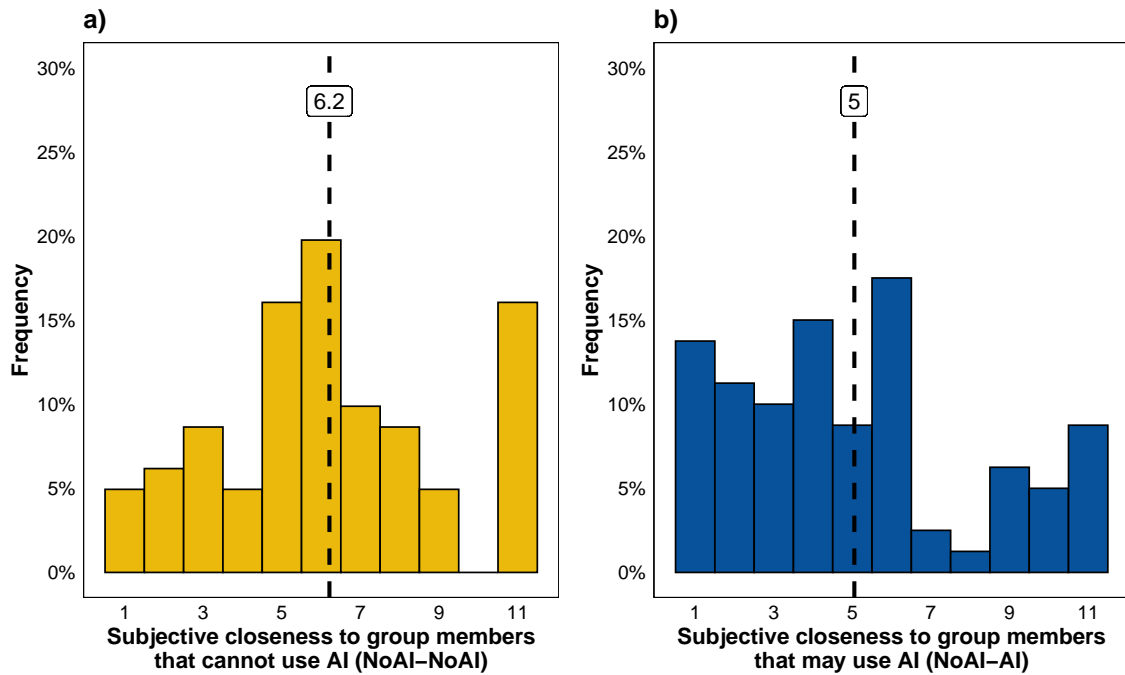 a)
30%
25%
20%
15%
10%
5%
0%
Frequency
6.2
1 3 5 7 9 11
Subjective closeness to group members
that cannot use AI (NoAI–NoAI)
b)
30%
25%
20%
15%
10%
5%
0%
Frequency
5
1 3 5 7 9 11
Subjective closeness to group members
that may use AI (NoAI–AI)